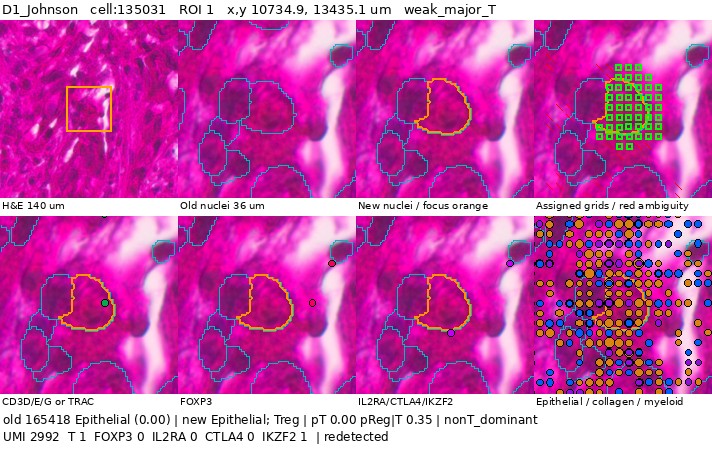 D1_Johnson cell:135031 ROI 1 x,y 10734.9, 13435.1 um weak_major_T
H&E 140 um
Old nuclei 36 um
New nuclei / focus orange
Assigned grids / red ambiguity
CD3D/E/G or TRAC
FOXP3
IL2RA/CTLA4/IKZF2
Epithelial / collagen / myeloid
old 165418 Epithelial (0.00) | new Epithelial; Treg | pT 0.00 pReg|T 0.35 | nonT_dominant
UMI 2992 T 1 FOXP3 0 IL2RA 0 CTLA4 0 IKZF2 1 | redetected